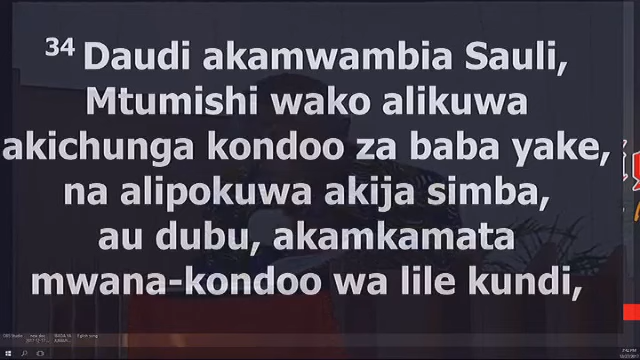 34 Daudi akamwambia Sauli,
Mtumishi wako alikuwa
akichunga kondoo za baba yake,
na alipokuwa akija simba,
au dubu, akamkamata
mwana-kondoo wa lile kundi,